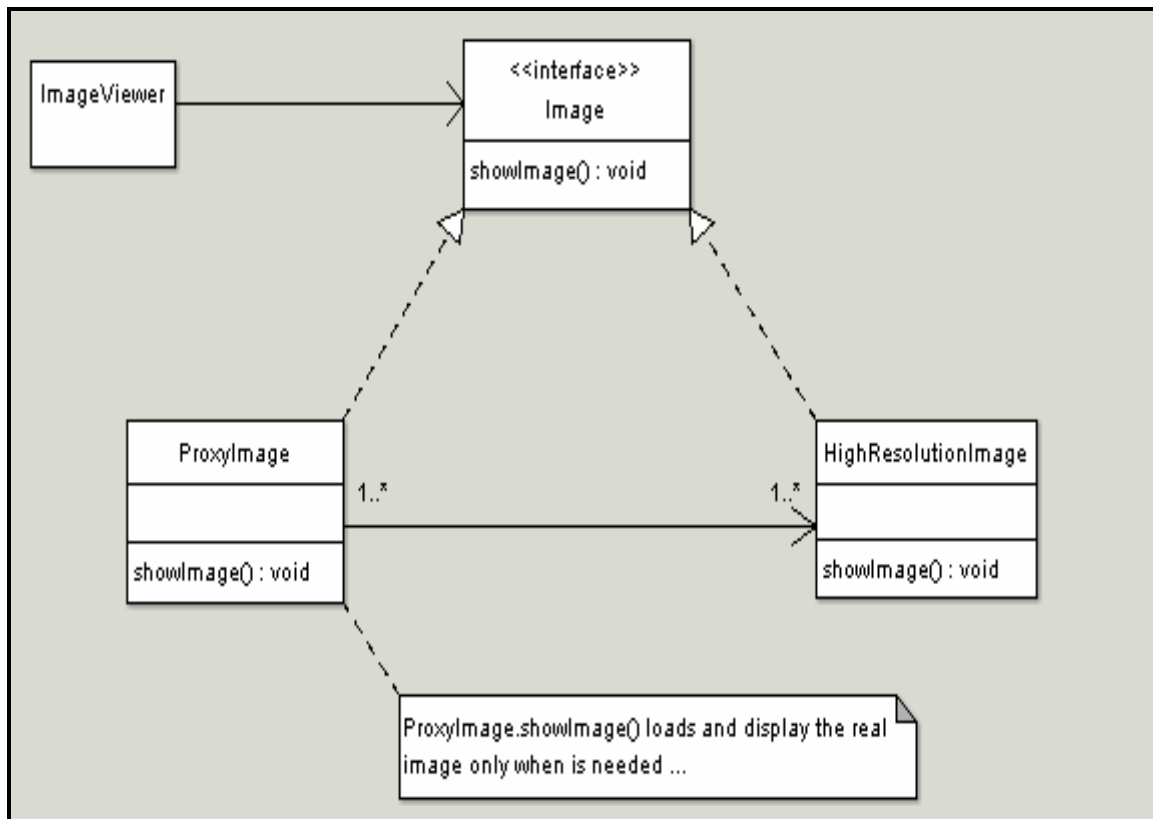 ImageViewer
<<interface>>
Image
showImage() : void
ProxyImage
showImage() : void
1..*
1..*
HighResolutionImage
showImage() : void
ProxyImage.showImage() loads and display the real
image only when is needed ...